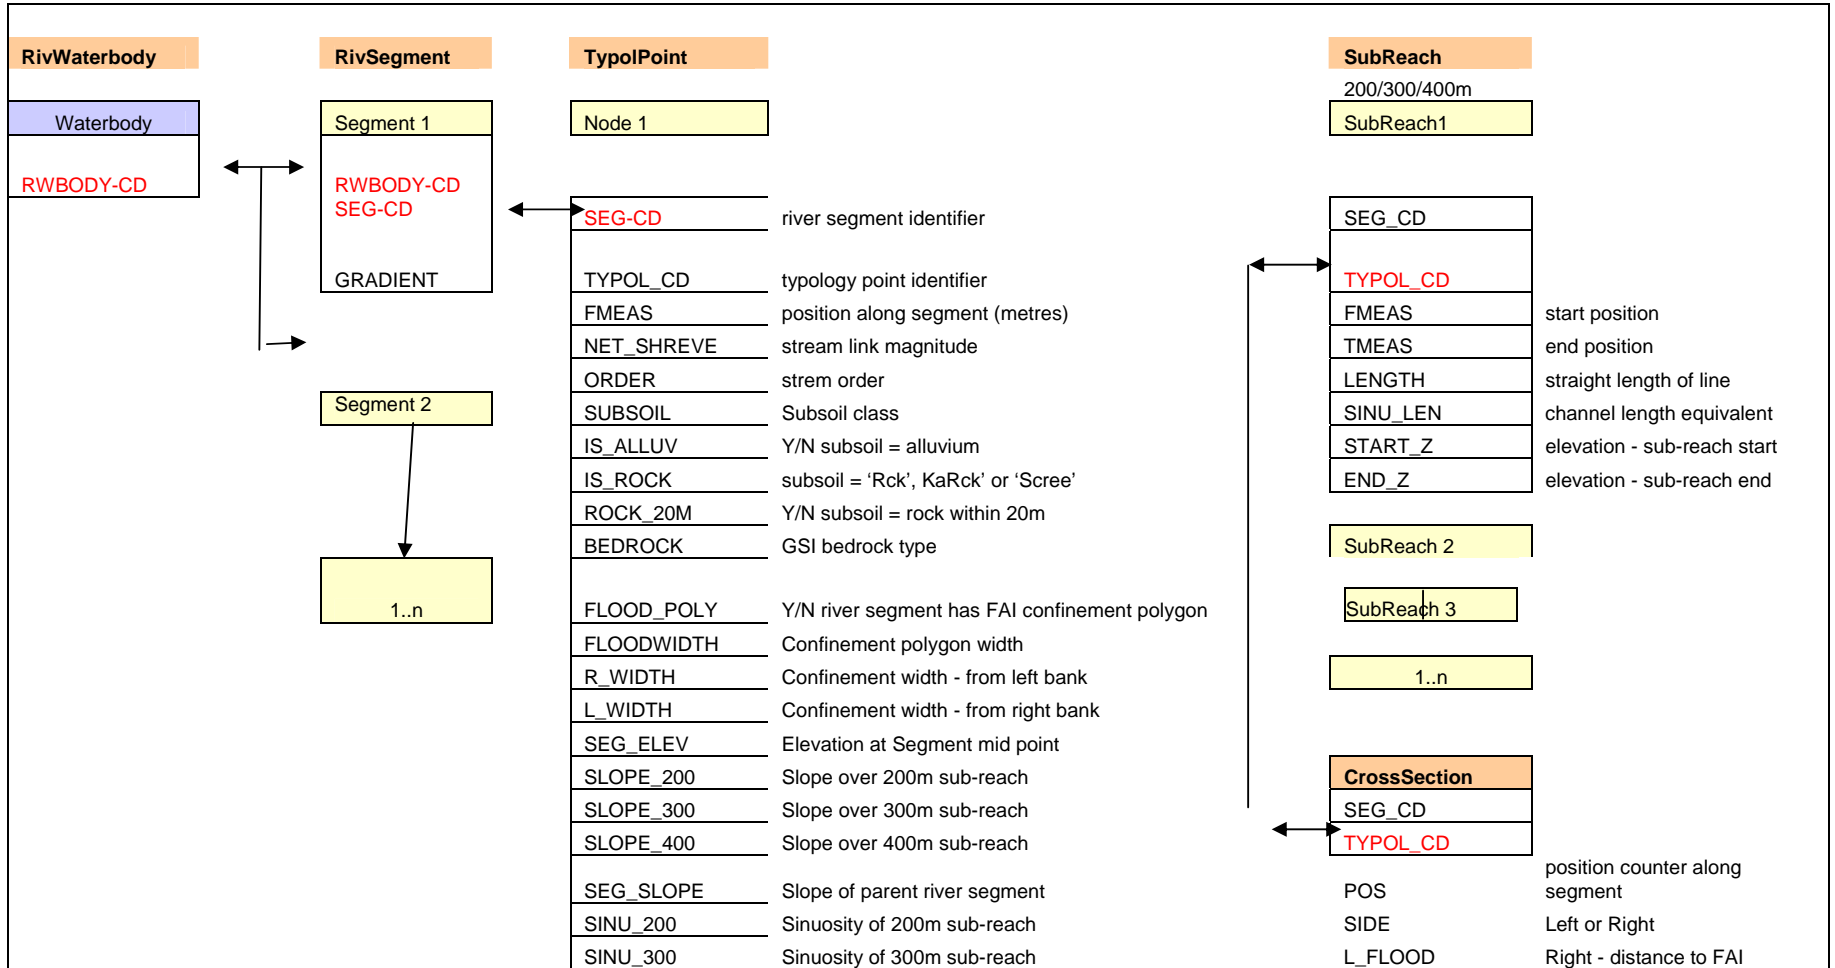 RivWaterbody
Waterbody
RWBODY-CD
RivSegment
Segment 1
RWBODY-CD
SEG-CD
GRADIENT
Segment 2
1..n
TypolPoint
Node 1
SEG-CD river segment identifier
TYPOL_CD typology point identifier
FMEAS position along segment (metres)
NET_SHREVE stream link magnitude
ORDER strem order
SUBSOIL Subsoil class
IS_ALLUV Y/N subsoil = alluvium
IS_ROCK subsoil = ‘Rck’, KaRck’ or ‘Scree’
ROCK_20M Y/N subsoil = rock within 20m
BEDROCK GSI bedrock type
FLOOD_POLY Y/N river segment has FAI confinement polygon
FLOODWIDTH Confinement polygon width
R_WIDTH Confinement width - from left bank
L_WIDTH Confinement width - from right bank
SEG_ELEV Elevation at Segment mid point
SLOPE_200 Slope over 200m sub-reach
SLOPE_300 Slope over 300m sub-reach
SLOPE_400 Slope over 400m sub-reach
SEG_SLOPE Slope of parent river segment
SINU_200 Sinuosity of 200m sub-reach
SINU_300 Sinuosity of 300m sub-reach
SubReach
200/300/400m
SubReach1
SEG_CD
TYPOL_CD
FMEAS start position
TMEAS end position
LENGTH straight length of line
SINU_LEN channel length equivalent
START_Z elevation - sub-reach start
END_Z elevation - sub-reach end
SubReach 2
SubReach 3
1..n
CrossSection
SEG_CD
TYPOL_CD
position counter along
POS segment
SIDE Left or Right
L_FLOOD Right - distance to FAI